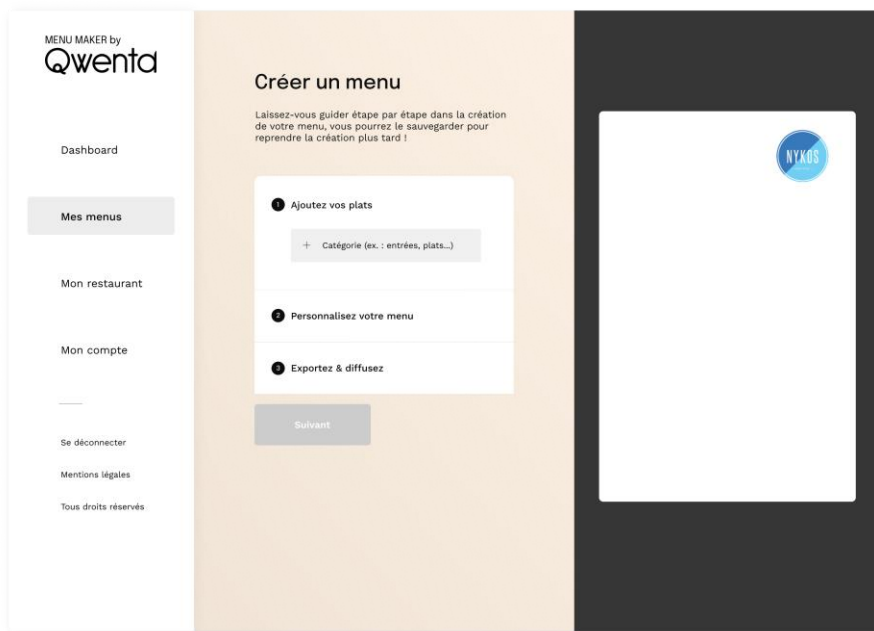 MENU MAKER by
Qwenta
Dashboard
Mes menus
Mon restaurant
Mon compte
Se déconnecter
Mentions légales
Tous droits réservés
Créer un menu
Laissez-vous guider étape par étape dans la création
de votre menu, vous pourrez le sauvegarder pour
reprendre la création plus tard !
1 Ajoutez vos plats
+ Catégorie (ex. : entrées, plats...)
2 Personnalisez votre menu
3 Exportez & diffusez
Suivant
NYKOS